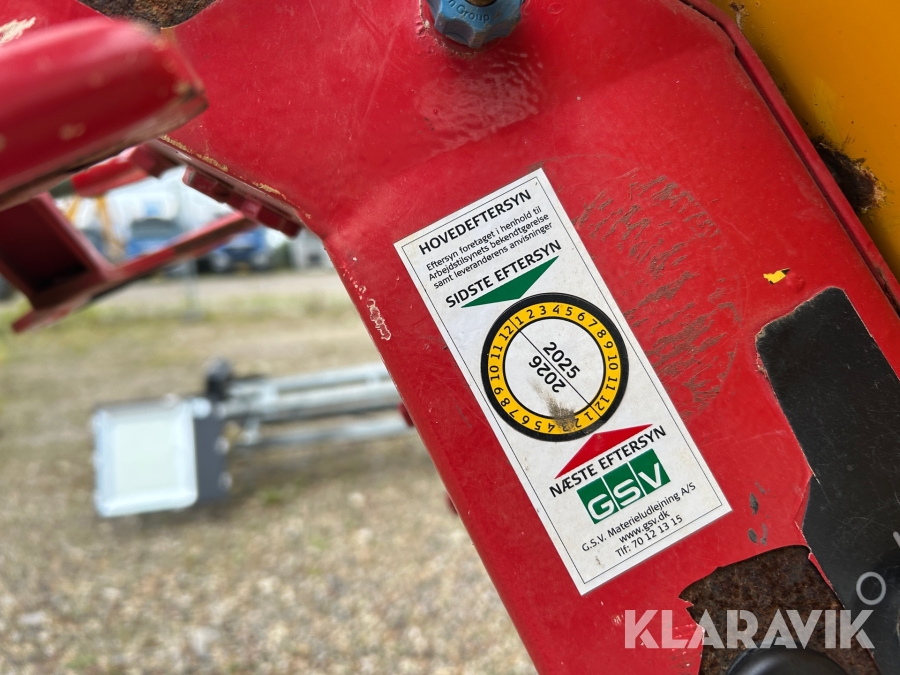 n Group
HOVEDEFTERSYN
Eftersyn foretaget i henhold til
Arbejdstilsynets bekendtgørelse
samt leverandørens anvisninger
SIDSTE EFTERSYN
1 2 3 4 5 6 7 8 9 10 11 12
2025
2026
1 2 3 4 5 6 7 8 9 10 11 12
NÆSTE EFTERSYN
GSV
G.S.V. Materieludlejning A/S
www.gsv.dk
Tlf: 70 12 13 15
KLARAVIK